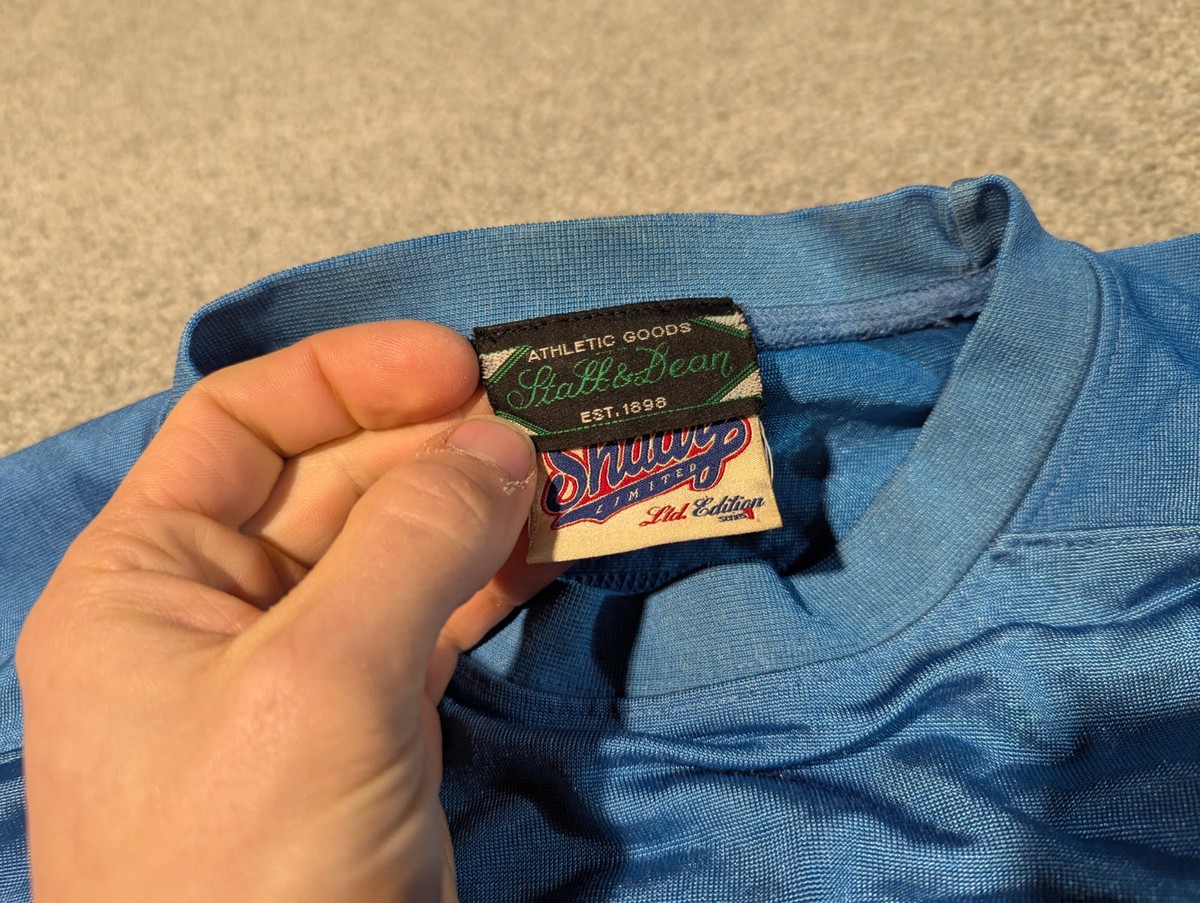 ATHLETIC GOODS
Stall & Dean
EST. 1898
LIMITED
Ltd. Edition